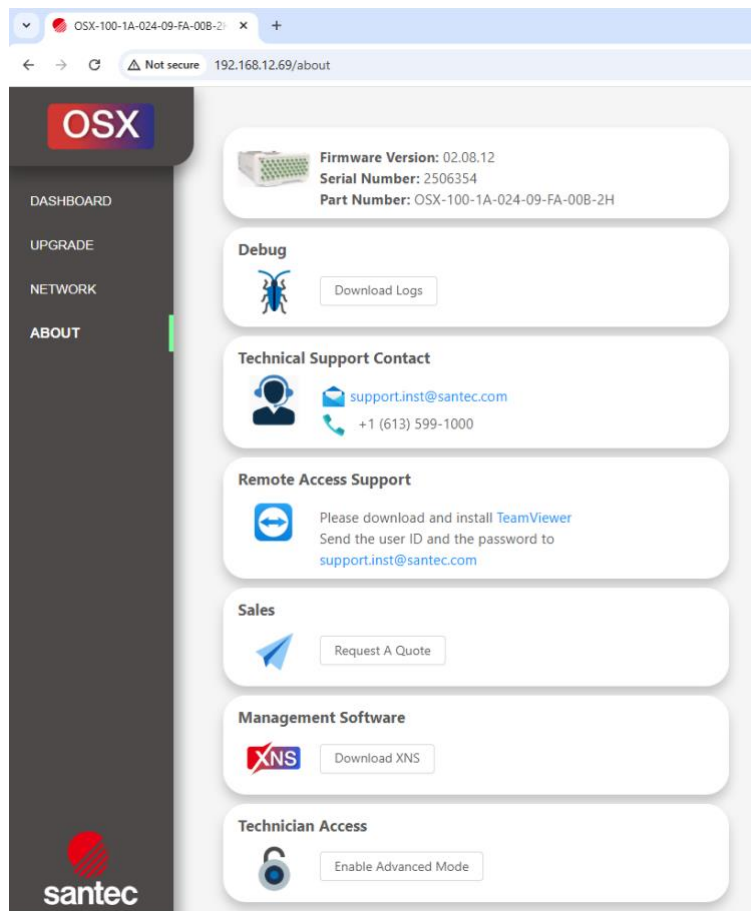 OSX-100-1A-024-09-FA-00B-2
Not secure 192.168.12.69/about
OSX
DASHBOARD
UPGRADE
NETWORK
ABOUT
Firmware Version: 02.08.12
Serial Number: 2506354
Part Number: OSX-100-1A-024-09-FA-00B-2H
Debug
Download Logs
Technical Support Contact
support.inst@santec.com
+1 (613) 599-1000
Remote Access Support
Please download and install TeamViewer
Send the user ID and the password to
support.inst@santec.com
Sales
Request A Quote
Management Software
XNS
Download XNS
Technician Access
Enable Advanced Mode
santec